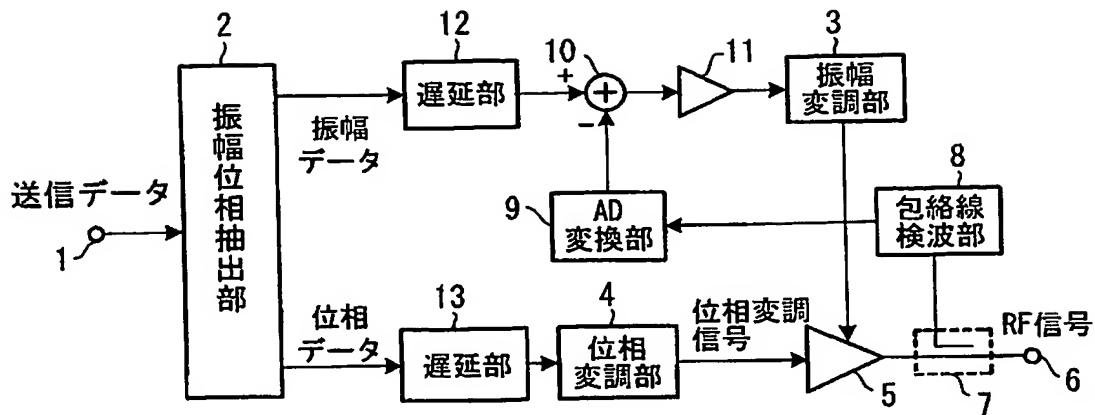 2
12
10
11
3
+
遅延部
+
振幅
変調部
振幅位相抽出部
振幅
データ
-
送信データ
1
9
AD
変換部
8
包絡線
検波部
位相
データ
13
遅延部
4
位相
変調部
位相変調
信号
RF信号
5
7
6